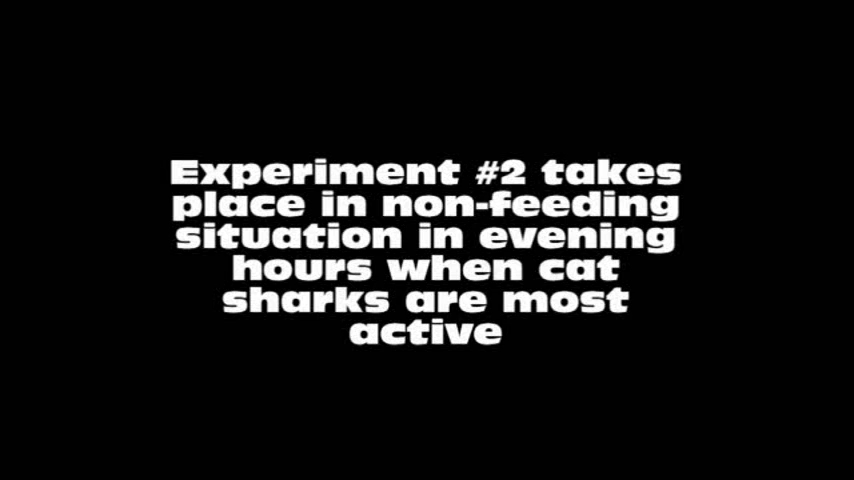 Experiment #2 takes
place in non-feeding
situation in evening
hours when cat
sharks are most
active